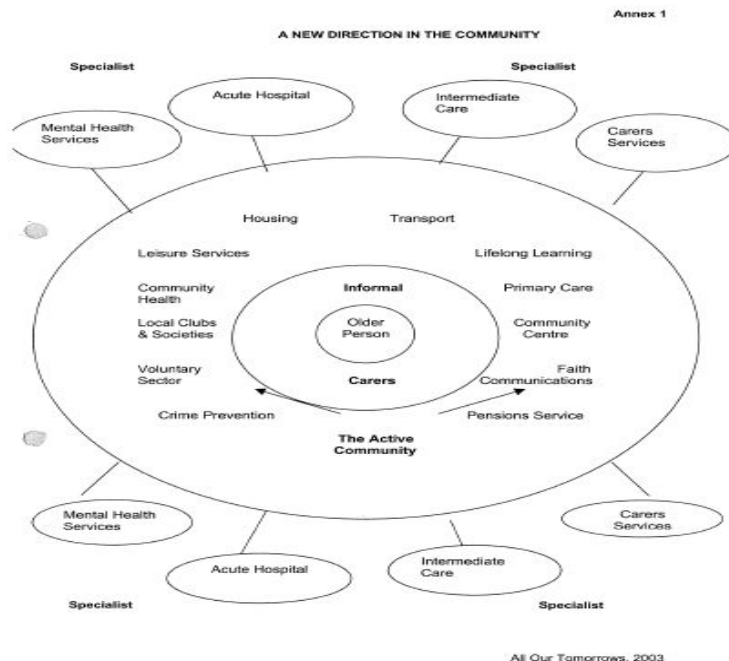 Annex 1
A NEW DIRECTION IN THE COMMUNITY
Specialist
Specialist
Acute Hospital
Intermediate
Care
Mental Health
Services
Carers
Services
Housing
Transport
Leisure Services
Lifelong Learning
Community
Health
Informal
Primary Care
Local Clubs
& Societies
Older
Person
Community
Centre
Voluntary
Sector
Carers
Faith
Communications
Crime Prevention
Pensions Service
The Active
Community
Mental Health
Services
Carers
Services
Acute Hospital
Intermediate
Care
Specialist
Specialist
All Our Tomorrows, 2003